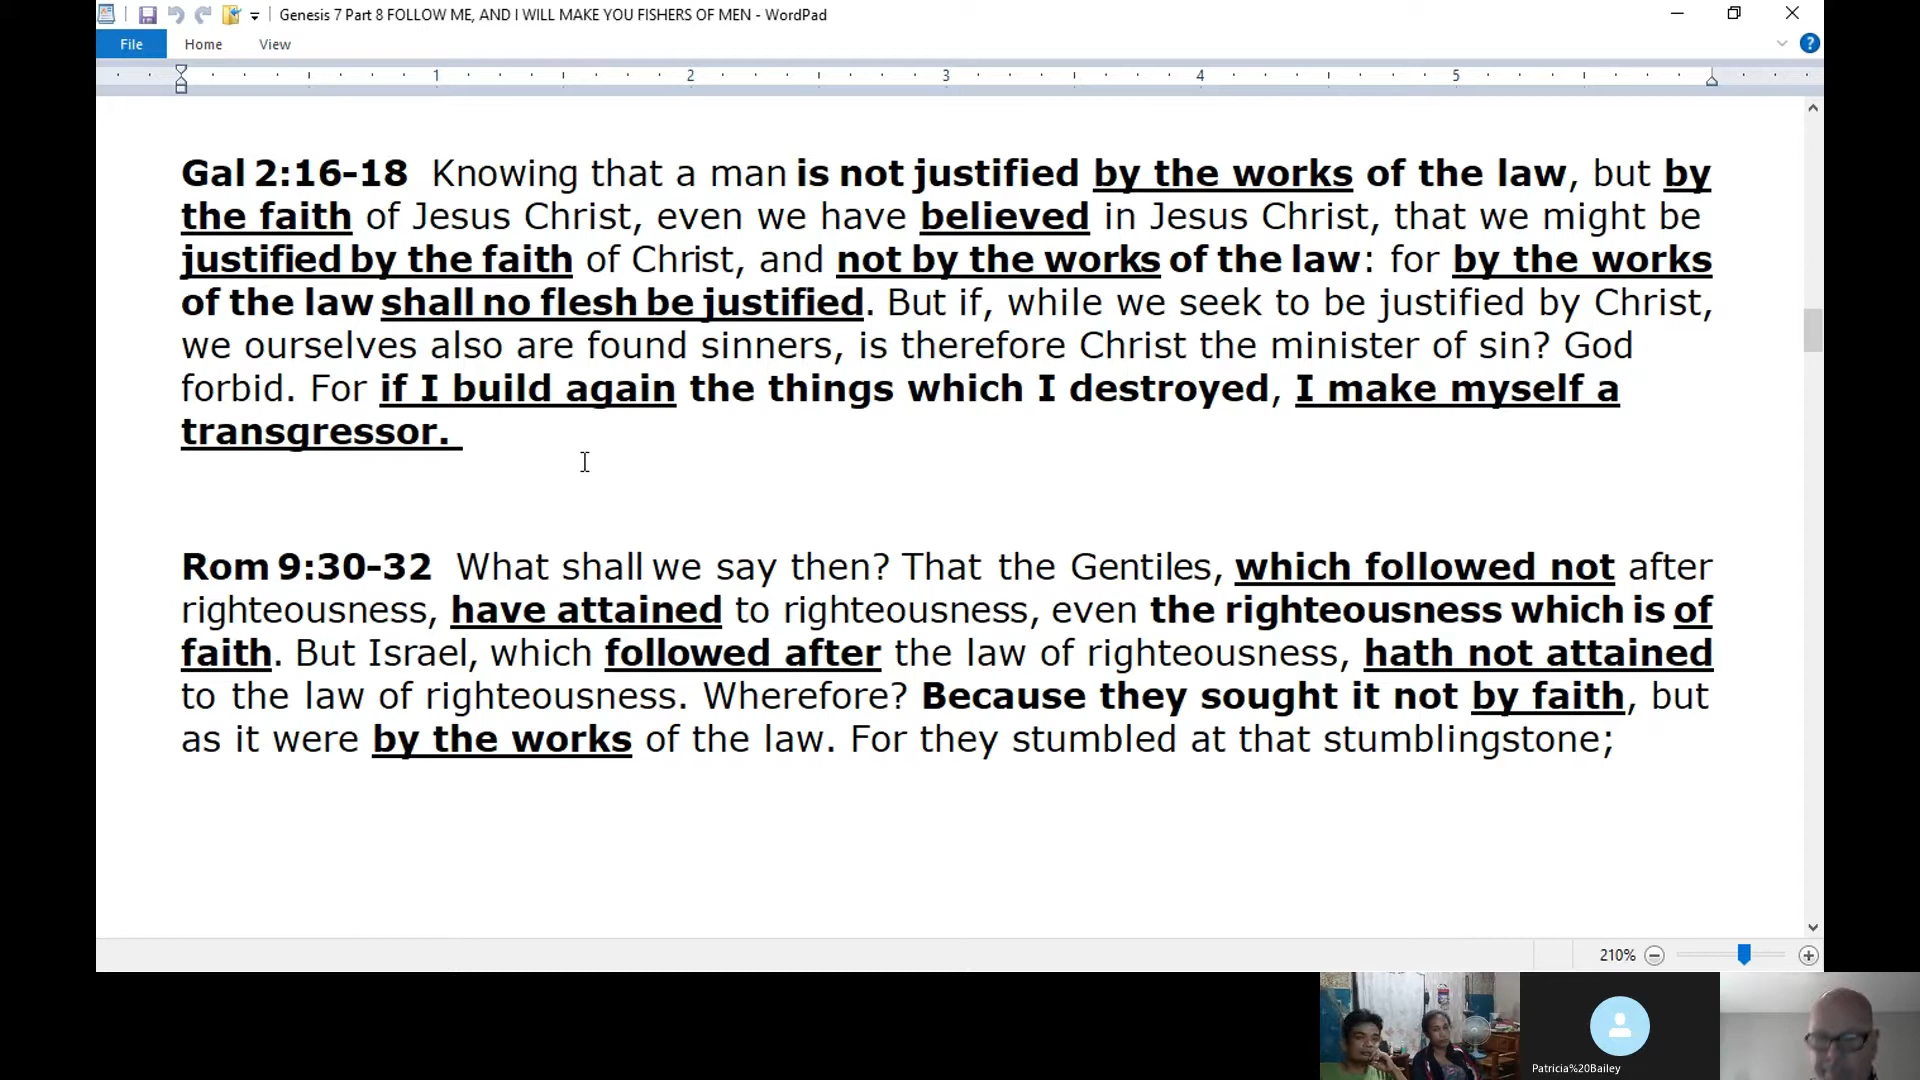 Genesis 7 Part 8 FOLLOW ME, AND I WILL MAKE YOU FISHERS OF MEN - WordPad
File Home View
1 2 3 4 5
Gal 2:16-18 Knowing that a man is not justified by the works of the law, but by
the faith of Jesus Christ, even we have believed in Jesus Christ, that we might be
justified by the faith of Christ, and not by the works of the law: for by the works
of the law shall no flesh be justified. But if, while we seek to be justified by Christ,
we ourselves also are found sinners, is therefore Christ the minister of sin? God
forbid. For if I build again the things which I destroyed, I make myself a
transgressor.
Rom 9:30-32 What shall we say then? That the Gentiles, which followed not after
righteousness, have attained to righteousness, even the righteousness which is of
faith. But Israel, which followed after the law of righteousness, hath not attained
to the law of righteousness. Wherefore? Because they sought it not by faith, but
as it were by the works of the law. For they stumbled at that stumblingstone;
210%
Patricia%20Bailey